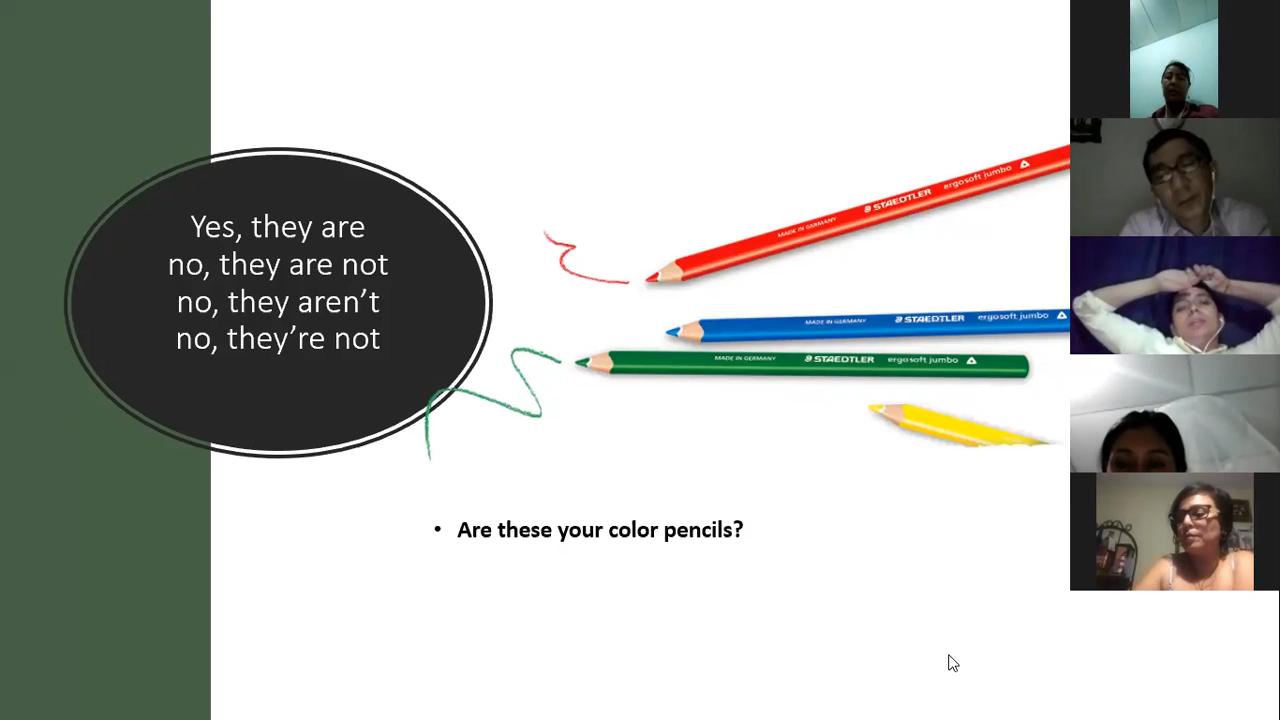 Yes, they are
no, they are not
no, they aren’t
no, they’re not
MADE IN GERMANY STAEDTLER ergosoft jumbo
MADE IN GERMANY STAEDTLER ergosoft jumbo
MADE IN GERMANY STAEDTLER ergosoft jumbo
• Are these your color pencils?